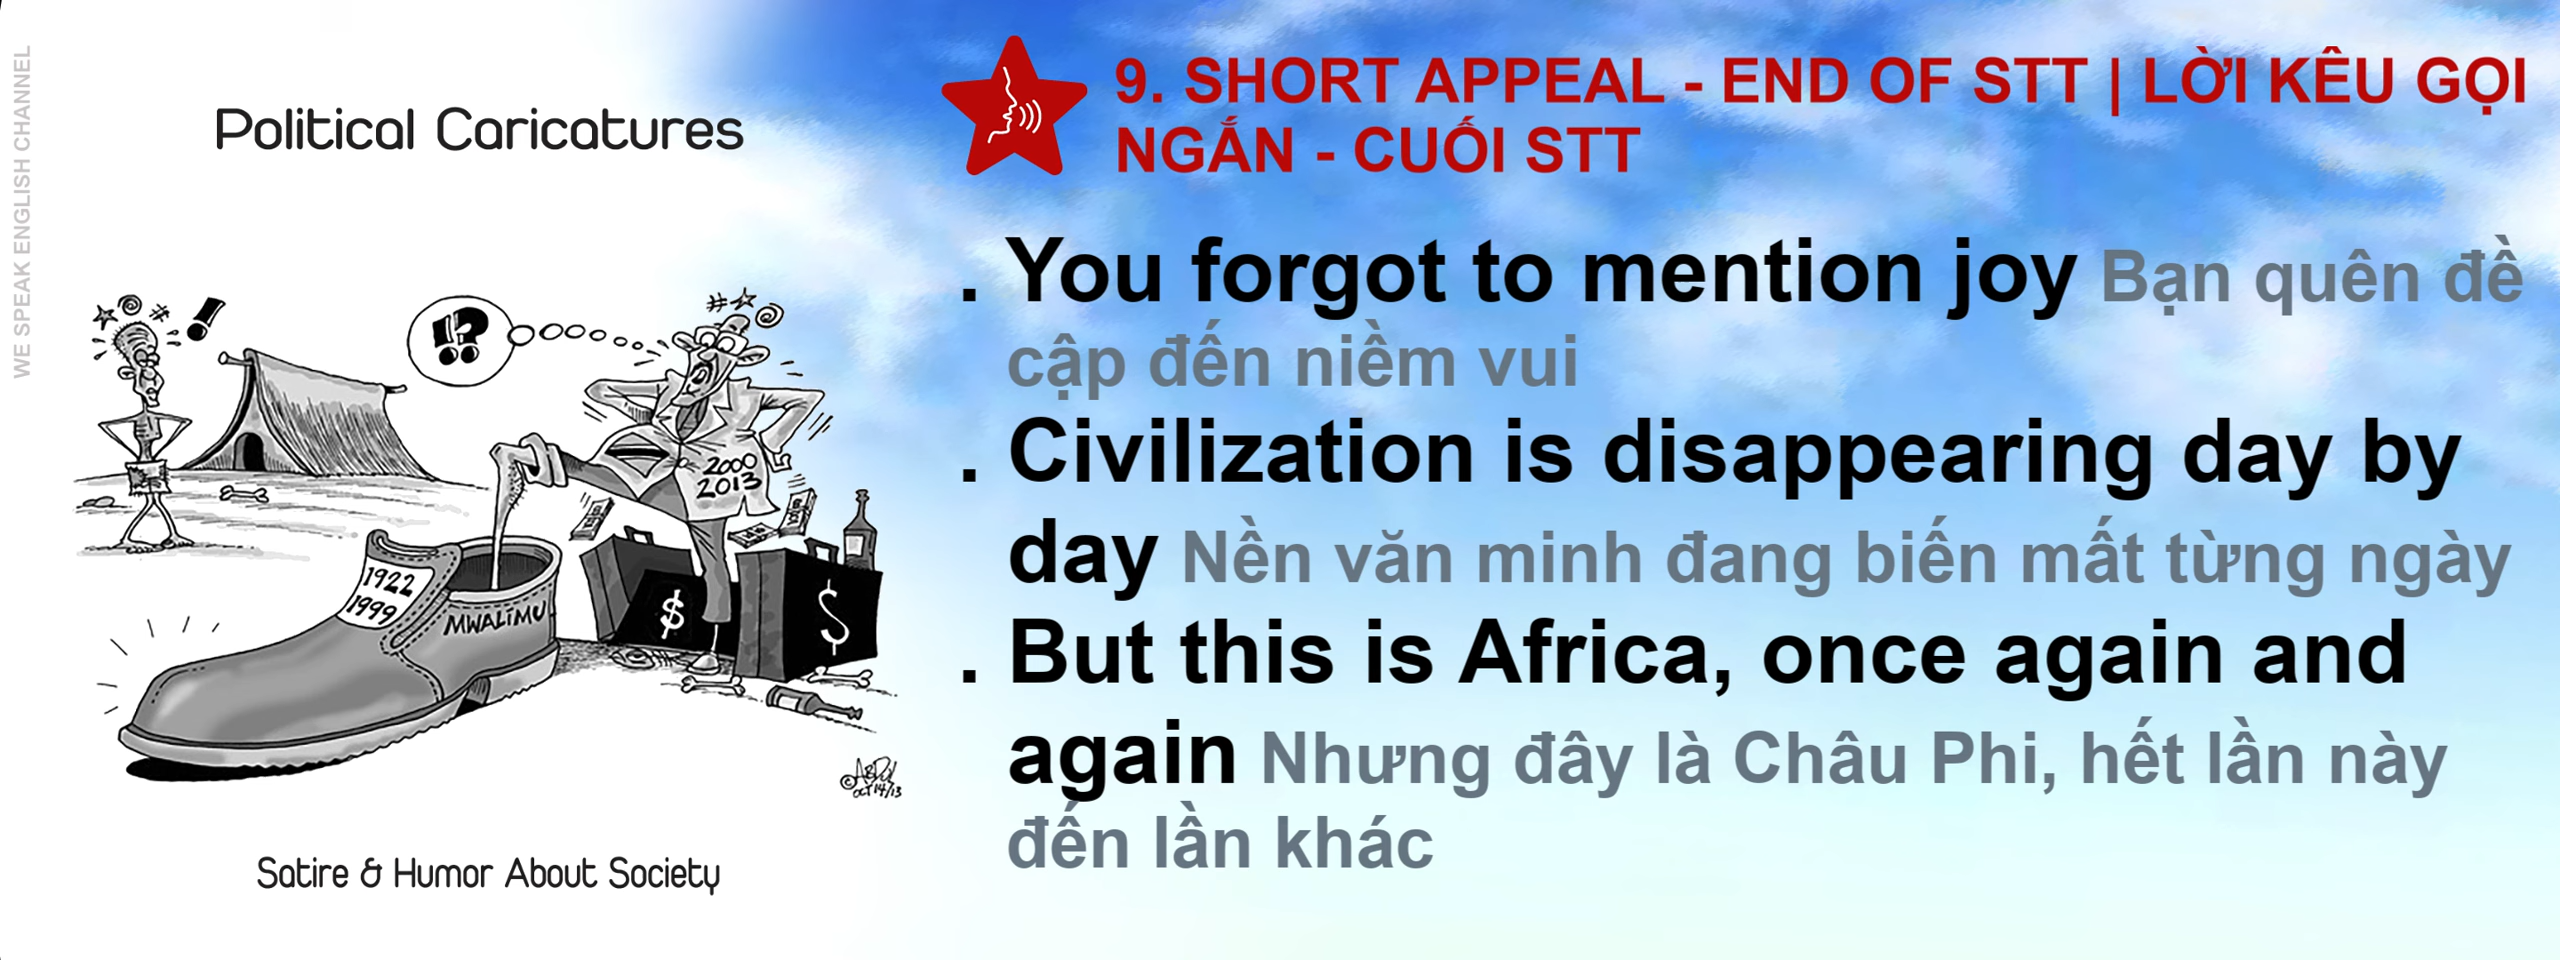 WE SPEAK ENGLISH CHANNEL
Political Caricatures
!
!?
2000
2013
1922
1999
MWALIMU
$
$
OCT 14/13
Satire & Humor About Society
9. SHORT APPEAL - END OF STT | LỜI KÊU GỌI
NGẮN - CUỐI STT
. You forgot to mention joy Bạn quên đề
cập đến niềm vui
. Civilization is disappearing day by
day Nền văn minh đang biến mất từng ngày
. But this is Africa, once again and
again Nhưng đây là Châu Phi, hết lần này
đến lần khác